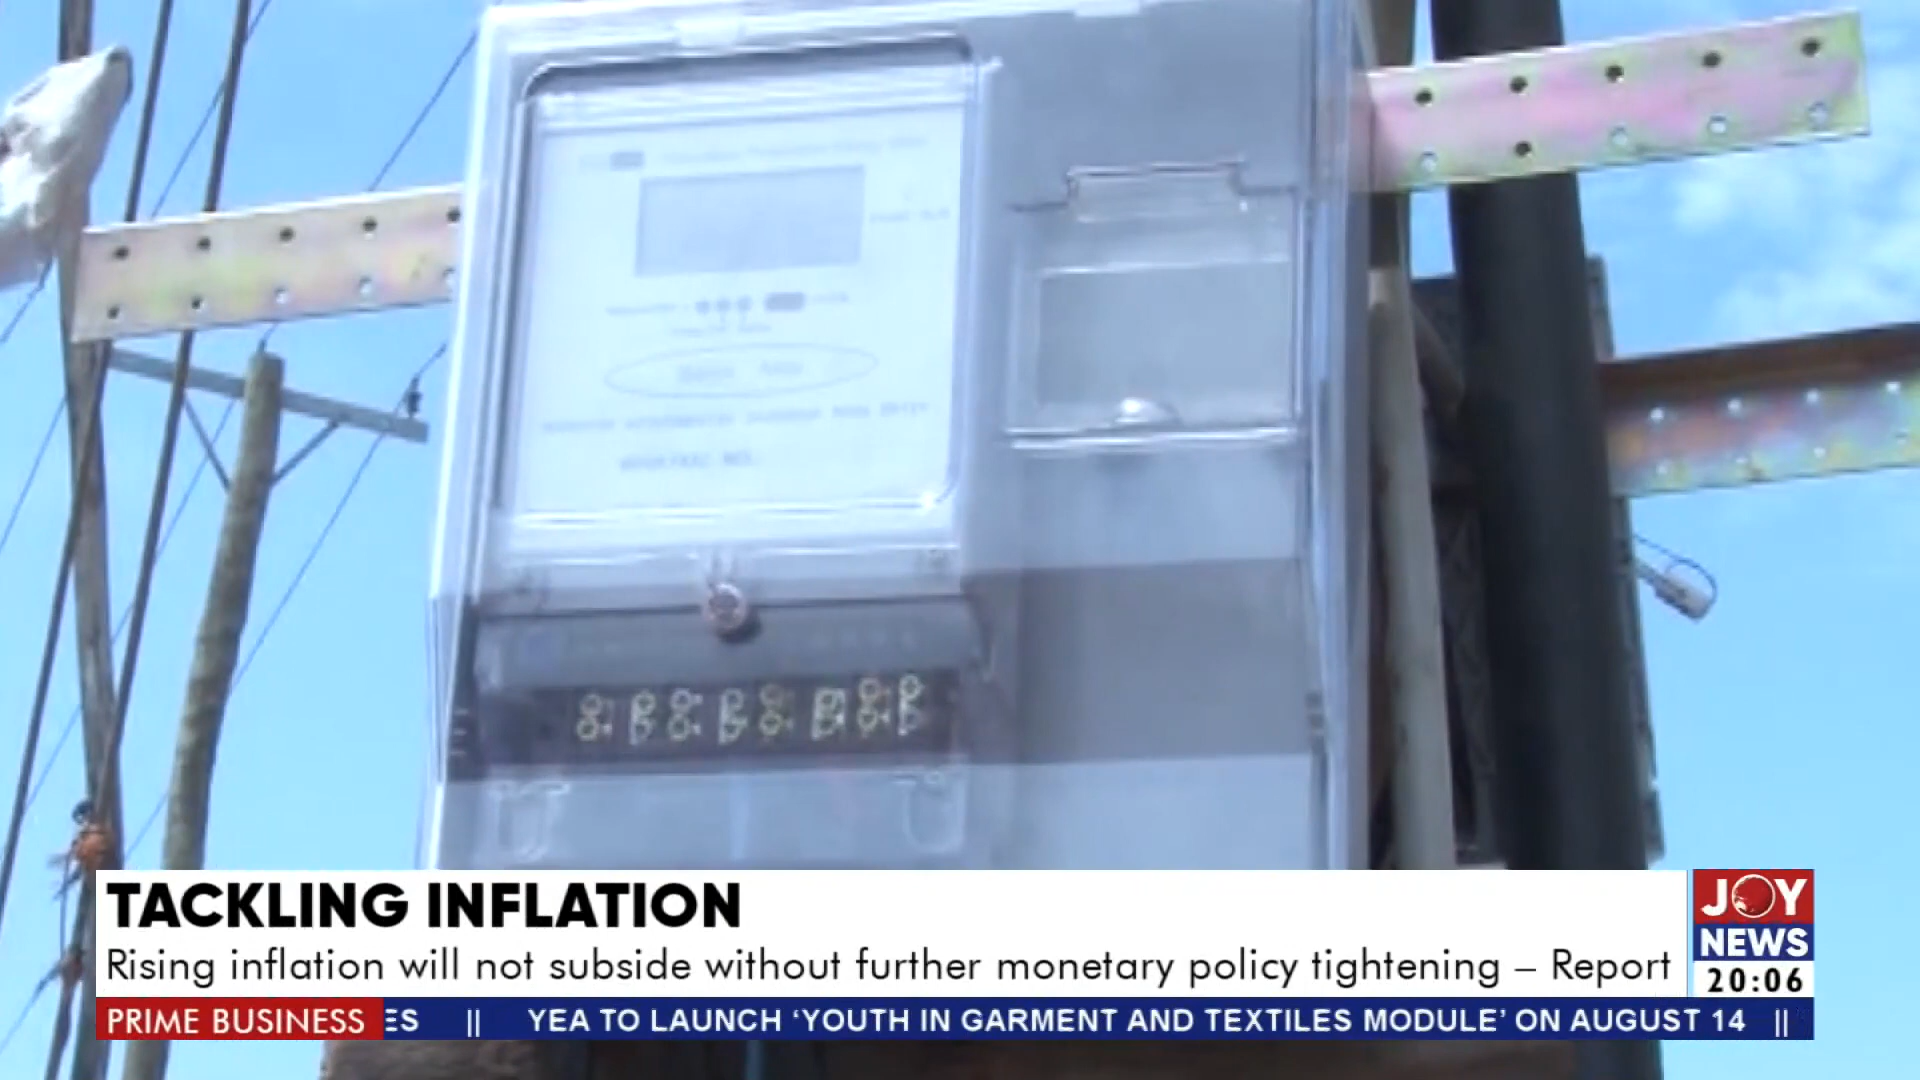 TACKLING INFLATION
Rising inflation will not subside without further monetary policy tightening – Report
JOY
NEWS
20:06
PRIME BUSINESS
ES || YEA TO LAUNCH ‘YOUTH IN GARMENT AND TEXTILES MODULE’ ON AUGUST 14 ||